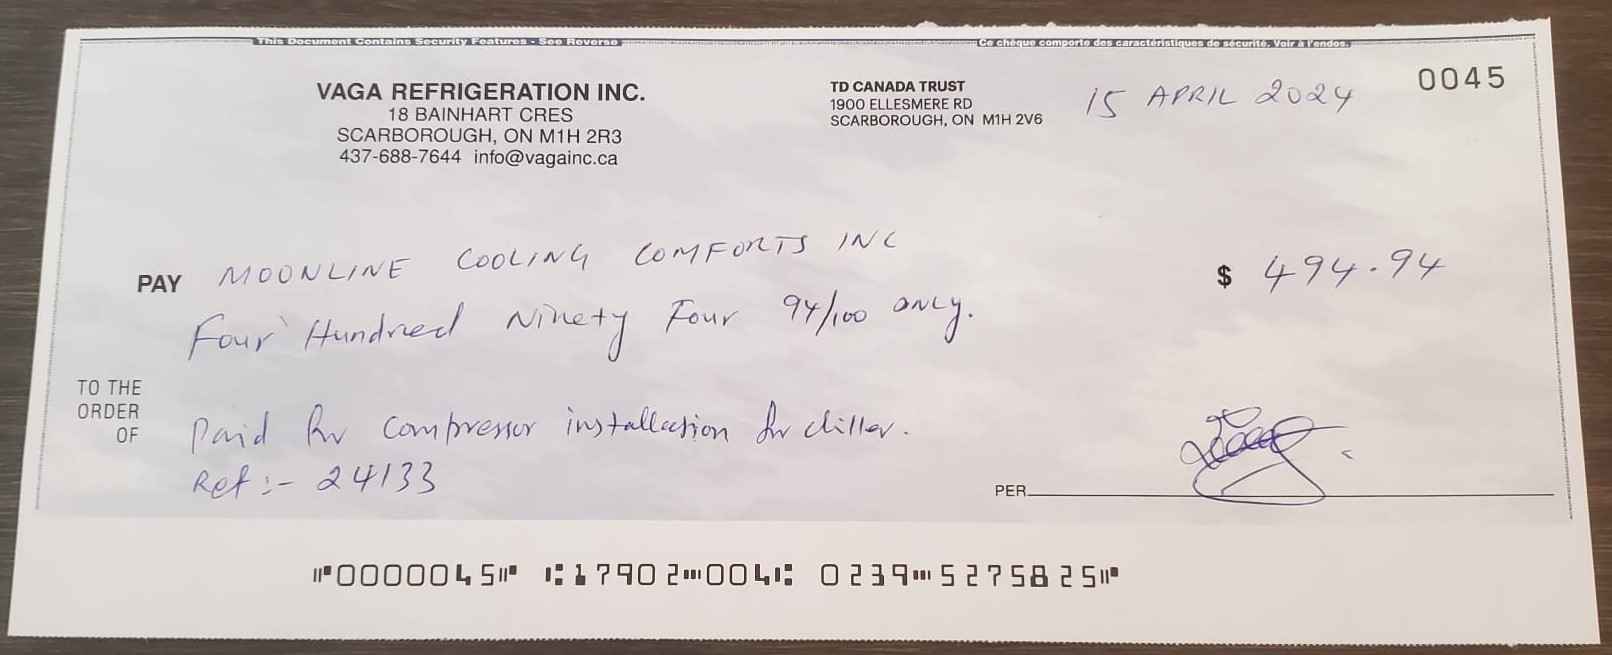 This Document Contains Security Features - See Reverse
Ce chèque comporte des caractéristiques de sécurité. Voir à l'endos.
VAGA REFRIGERATION INC.
18 BAINHART CRES
SCARBOROUGH, ON M1H 2R3
437-688-7644 info@vagainc.ca
TD CANADA TRUST
1900 ELLESMERE RD
SCARBOROUGH, ON M1H 2V6
15 APRIL 2024
0045
PAY MOONLINE COOLING COMFORTS INC
$ 494.94
Four Hundred Ninety Four 94/100 ONLY.
TO THE
ORDER
OF
Paid for compressor installation for chiller.
Ref :- 24133
PER
⑈0000045⑈ ⑆17902⑉004⑆ 0239⑉5275825⑈